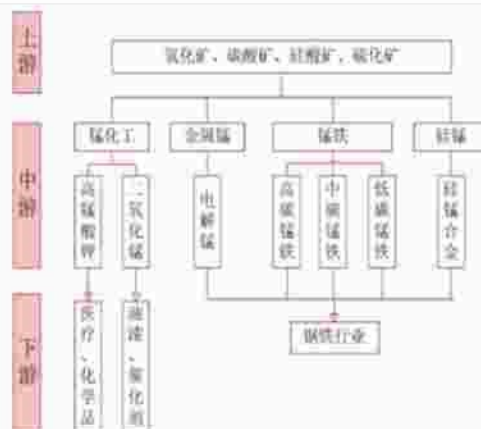 上游
氧化矿、碳酸矿、硅酸矿、硫化矿
中游
锰化工
金属锰
锰铁
硅锰
高锰酸钾
二氧化锰
电解锰
高碳锰铁
中碳锰铁
低碳锰铁
硅锰合金
下游
医疗、化学品
油漆、催化剂
钢铁行业